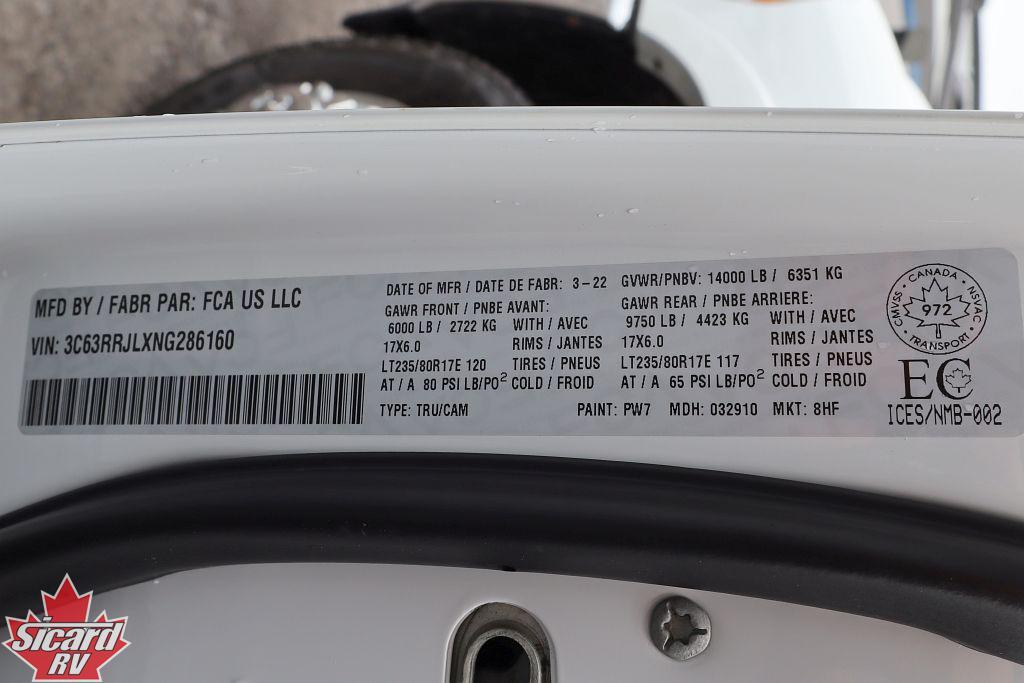 MFD BY / FABR PAR: FCA US LLC
VIN: 3C63RRJLXNG286160
DATE OF MFR / DATE DE FABR: 3-22
GVWR/PNBV: 14000 LB / 6351 KG
GAWR FRONT / PNBE AVANT:
6000 LB / 2722 KG WITH / AVEC
17X6.0 RIMS / JANTES
LT235/80R17E 120 TIRES / PNEUS
AT / A 80 PSI LB/PO² COLD / FROID
GAWR REAR / PNBE ARRIERE:
9750 LB / 4423 KG WITH / AVEC
17X6.0 RIMS / JANTES
LT235/80R17E 117 TIRES / PNEUS
AT / A 65 PSI LB/PO² COLD / FROID
TYPE: TRU/CAM PAINT: PW7 MDH: 032910 MKT: 8HF
CANADA
CMVSS 972 NSVAC
TRANSPORT
EC
ICES/NMB-002
Sicard
RV